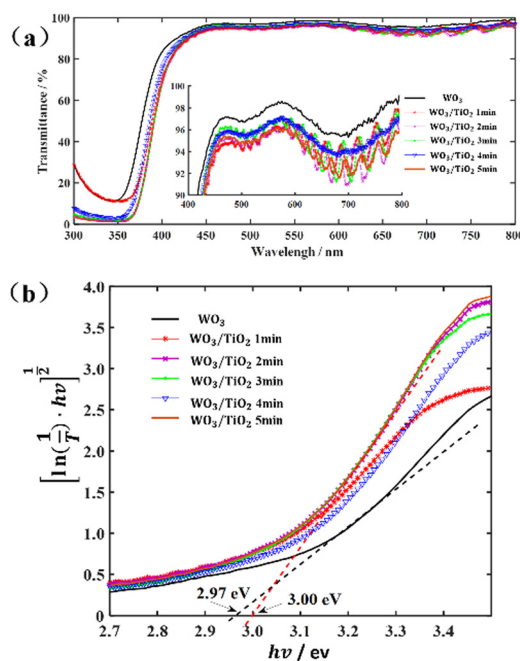 (a)
100
80
60
40
20
0
Transmittance / %
98
96
94
92
90
400 500 600 700 800
WO₃
WO₃/TiO₂ 1min
WO₃/TiO₂ 2min
WO₃/TiO₂ 3min
WO₃/TiO₂ 4min
WO₃/TiO₂ 5min
300 350 400 450 500 550 600 650 700 750 800
Wavelengh / nm
(b)
4.0
3.5
3.0
2.5
2.0
1.5
1.0
0.5
0
[ln(1/T) · hν]^1/2
WO₃
WO₃/TiO₂ 1min
WO₃/TiO₂ 2min
WO₃/TiO₂ 3min
WO₃/TiO₂ 4min
WO₃/TiO₂ 5min
2.97 eV
3.00 eV
2.7 2.8 2.9 3.0 3.1 3.2 3.3 3.4
hν / ev